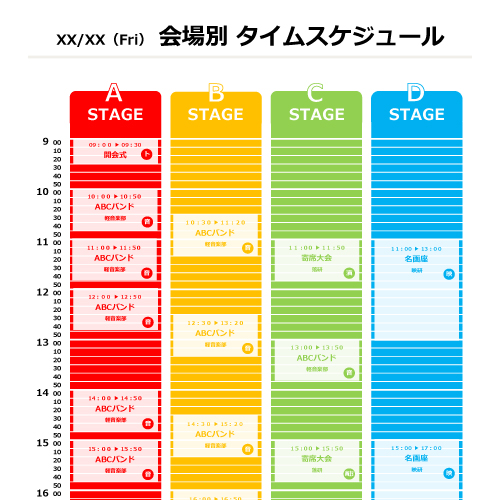 XX/XX（Fri） 会場別 タイムスケジュール
A STAGE
B STAGE
C STAGE
D STAGE
9 00
10
20
30
40
50
10 00
10
20
30
40
50
11 00
10
20
30
40
50
12 00
10
20
30
40
50
13 00
10
20
30
40
50
14 00
10
20
30
40
50
15 00
10
20
30
40
50
16 00
09:00 ▶ 09:30
開会式
10:00 ▶ 10:50
ABCバンド
軽音楽部
音
11:00 ▶ 11:50
ABCバンド
軽音楽部
音
12:00 ▶ 12:50
ABCバンド
軽音楽部
音
14:00 ▶ 14:50
ABCバンド
軽音楽部
音
15:00 ▶ 15:50
ABCバンド
軽音楽部
音
10:30 ▶ 11:20
ABCバンド
軽音楽部
音
12:30 ▶ 13:20
ABCバンド
軽音楽部
音
14:30 ▶ 15:20
ABCバンド
軽音楽部
音
11:00 ▶ 11:50
寄席大会
落研
演
13:00 ▶ 13:50
ABCバンド
軽音楽部
音
15:00 ▶ 15:50
寄席大会
落研
11:00 ▶ 13:00
名画座
映研
映
15:00 ▶ 17:00
名画座
映研
映